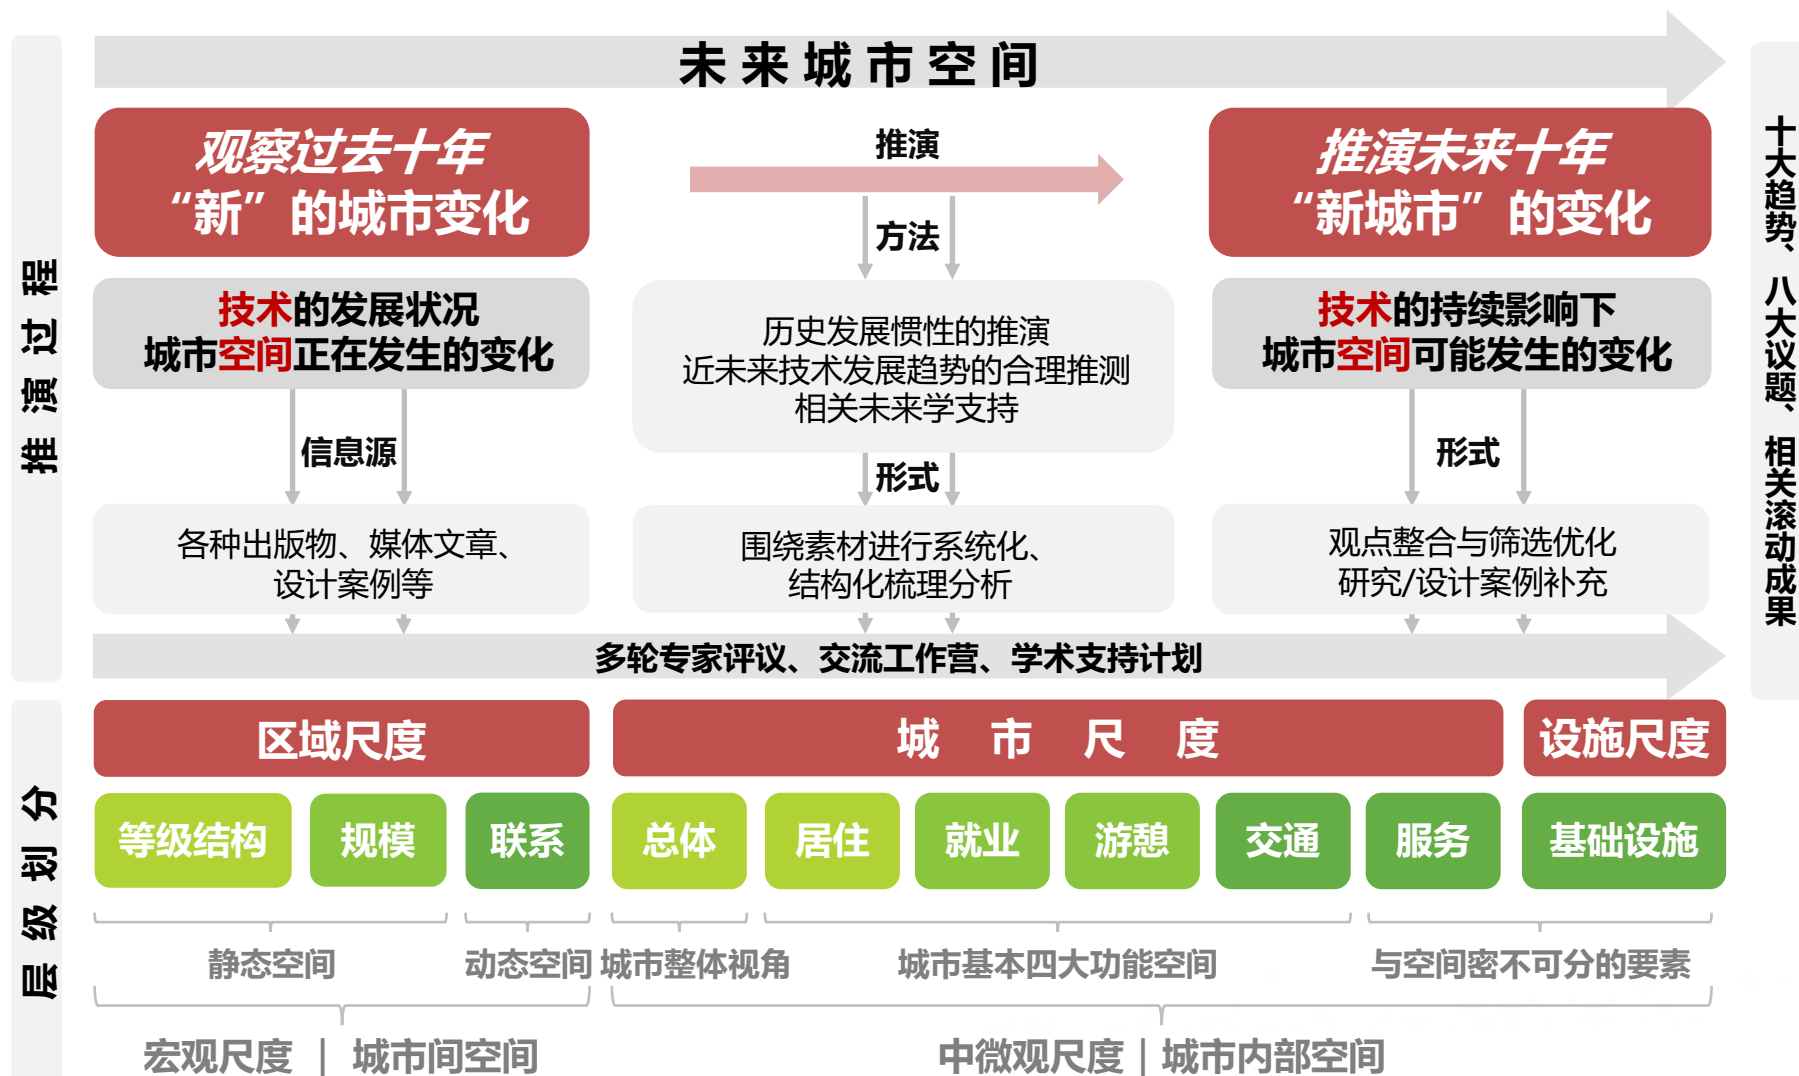 未来城市空间
推演过程
观察过去十年
“新”的城市变化
推演
方法
推演未来十年
“新城市”的变化
技术的发展状况
城市空间正在发生的变化
历史发展惯性的推演
近未来技术发展趋势的合理推测
相关未来学支持
技术的持续影响下
城市空间可能发生的变化
信息源
形式
形式
各种出版物、媒体文章、
设计案例等
围绕素材进行系统化、
结构化梳理分析
观点整合与筛选优化
研究/设计案例补充
多轮专家评议、交流工作营、学术支持计划
十大趋势、八大议题、相关滚动成果
层级划分
区域尺度
城市尺度
设施尺度
等级结构
规模
联系
总体
居住
就业
游憩
交通
服务
基础设施
静态空间
动态空间
城市整体视角
城市基本四大功能空间
与空间密不可分的要素
宏观尺度 | 城市间空间
中微观尺度 | 城市内部空间